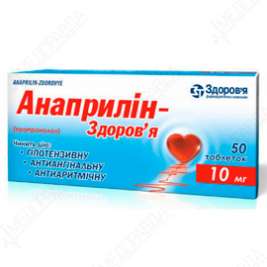 ANAPRILIN-ZDOROVYE
Здоров'я
Анаприлін-
Здоров'я
(пропранолол)
Чинить дію:
• ГІПОТЕНЗИВНУ
• АНТИАНГІНАЛЬНУ
• АНТИАРИТМІЧНУ
50
таблеток
10 мг